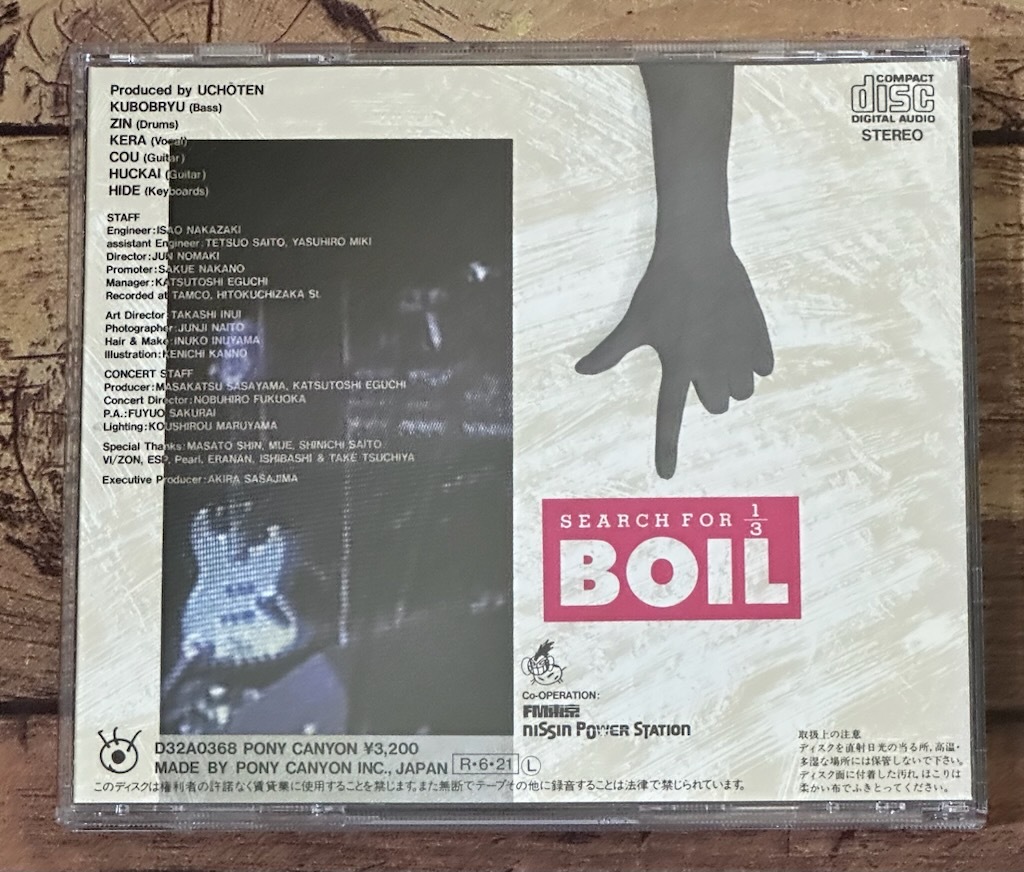 Produced by UCHŌTEN
KUBOBRYU (Bass)
ZIN (Drums)
KERA (Vocal)
COU (Guitar)
HUCKAI (Guitar)
HIDE (Keyboards)
STAFF
Engineer:ISAO NAKAZAKI
assistant Engineer:TETSUO SAITO, YASUHIRO MIKI
Director:JUN NOMAKI
Promoter:SAKUE NAKANO
Manager:KATSUTOSHI EGUCHI
Recorded at TAMCO, HITOKUCHIZAKA St.
Art Director:TAKASHI INUI
Photographer:JUNJI NAITO
Hair & Make:INUKO INUYAMA
Illustration:KENICHI KANNO
CONCERT STAFF
Producer:MASAKATSU SASAYAMA, KATSUTOSHI EGUCHI
Concert Director:NOBUHIRO FUKUOKA
P.A.:FUYUO SAKURAI
Lighting:KOUSHIROU MARUYAMA
Special Thanks:MASATO SHIN, MUE, SHINICHI SAITO
VI/ZON, ESP, Pearl, ERANAN, ISHIBASHI & TAKE TSUCHIYA
Executive Producer:AKIRA SASAJIMA
COMPACT
disc
DIGITAL AUDIO
STEREO
SEARCH FOR 1/3
BOIL
Co-OPERATION:
FM東京
NISSIN POWER STATION
D32A0368 PONY CANYON ¥3,200
MADE BY PONY CANYON INC., JAPAN R・6・21 L
このディスクは権利者の許諾なく賃貸業に使用することを禁じます。また無断でテープその他に録音することは法律で禁じられています。
取扱上の注意
ディスクを直射日光の当る所、高温・
多湿な場所には保管しないで下さい。
ディスク面に付着した汚れ、ほこりは
柔かい布でふきとってください。